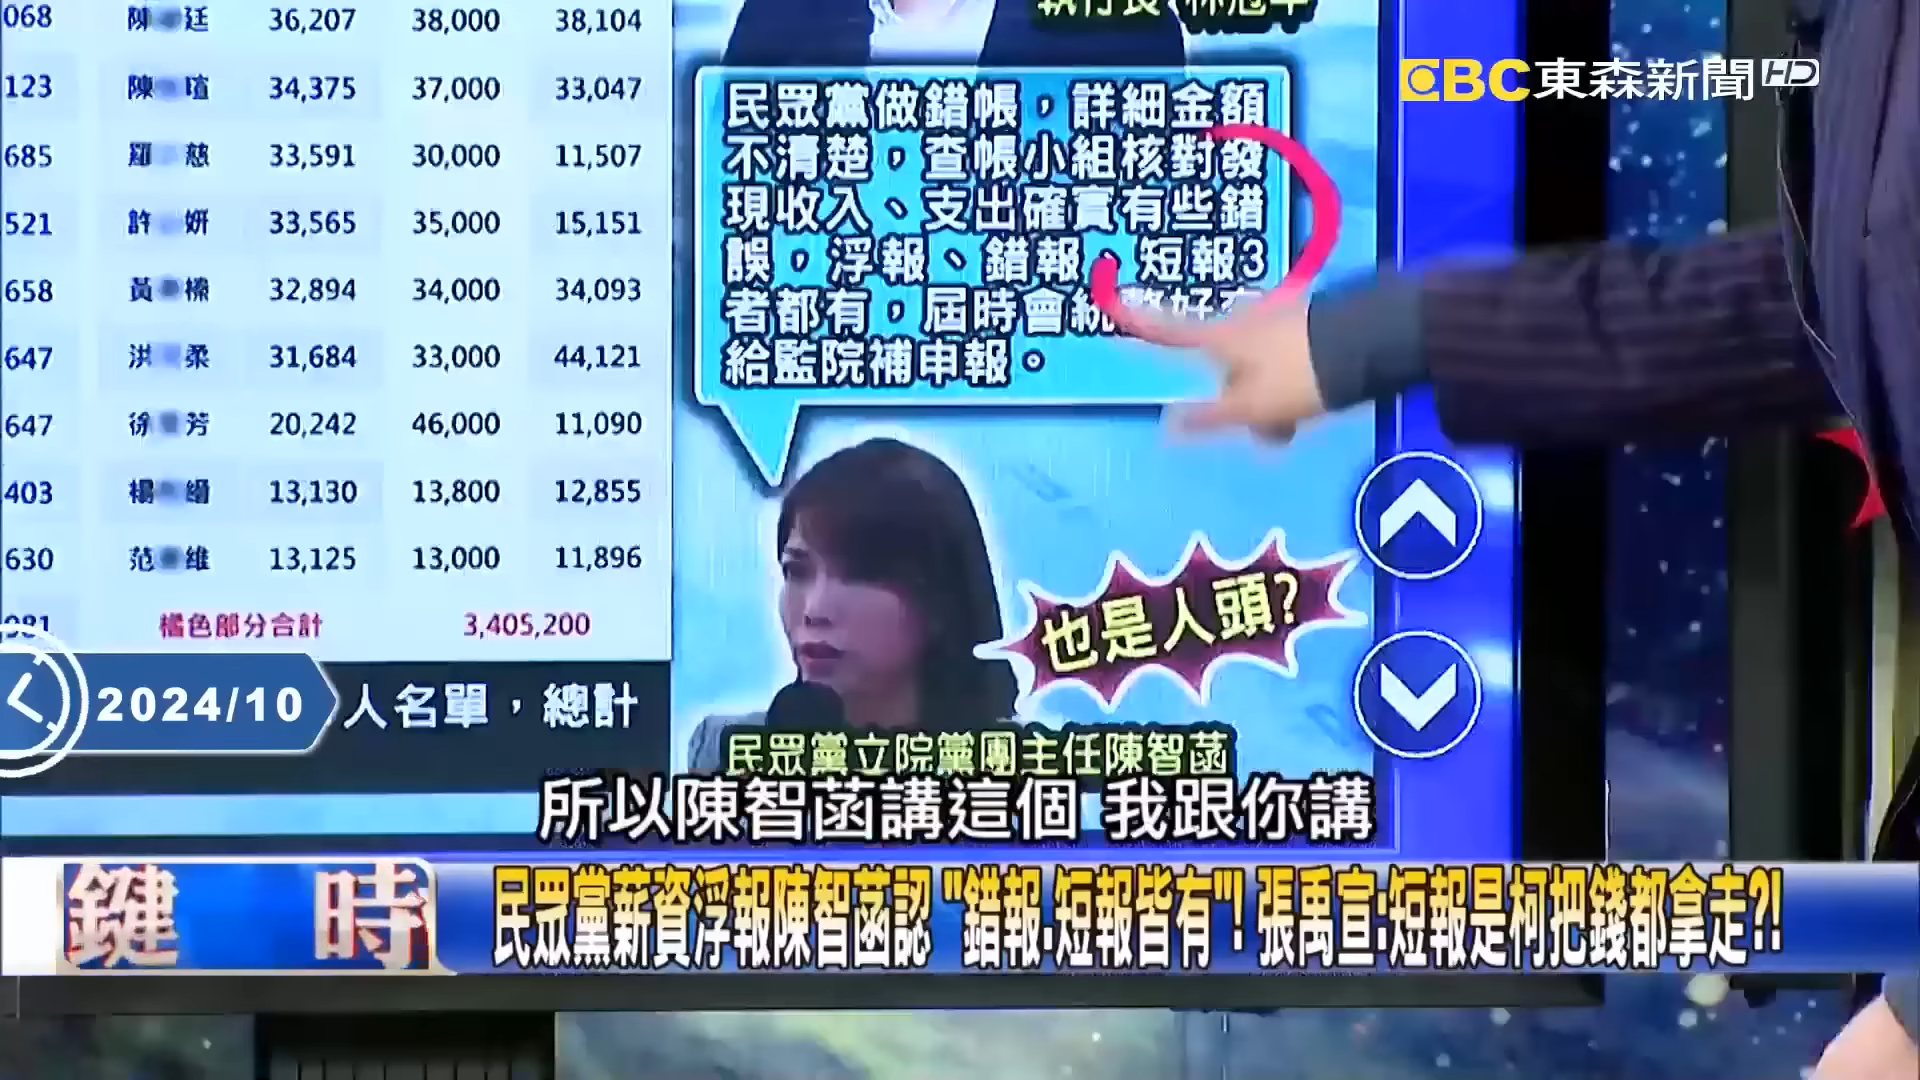 068 陳 廷 36,207 38,000 38,104
123 陳 瑄 34,375 37,000 33,047
685 羅 慈 33,591 30,000 11,507
521 許 妍 33,565 35,000 15,151
658 黃 榛 32,894 34,000 34,093
647 洪 柔 31,684 33,000 44,121
647 徐 芳 20,242 46,000 11,090
403 楊 13,130 13,800 12,855
630 范 維 13,125 13,000 11,896
981 橘色部分合計 3,405,200
2024/10
人名單，總計
民眾黨做錯帳，詳細金額
不清楚，查帳小組核對發
現收入、支出確實有些錯
誤，浮報、錯報、短報3
者都有，屆時會統整好
給監院補申報。
也是人頭?
民眾黨立院黨團主任陳智菡
EBC東森新聞HD
所以陳智菡講這個 我跟你講
鍵 時
民眾黨薪資浮報陳智菡認 "錯報.短報皆有"! 張禹宣:短報是柯把錢都拿走?!